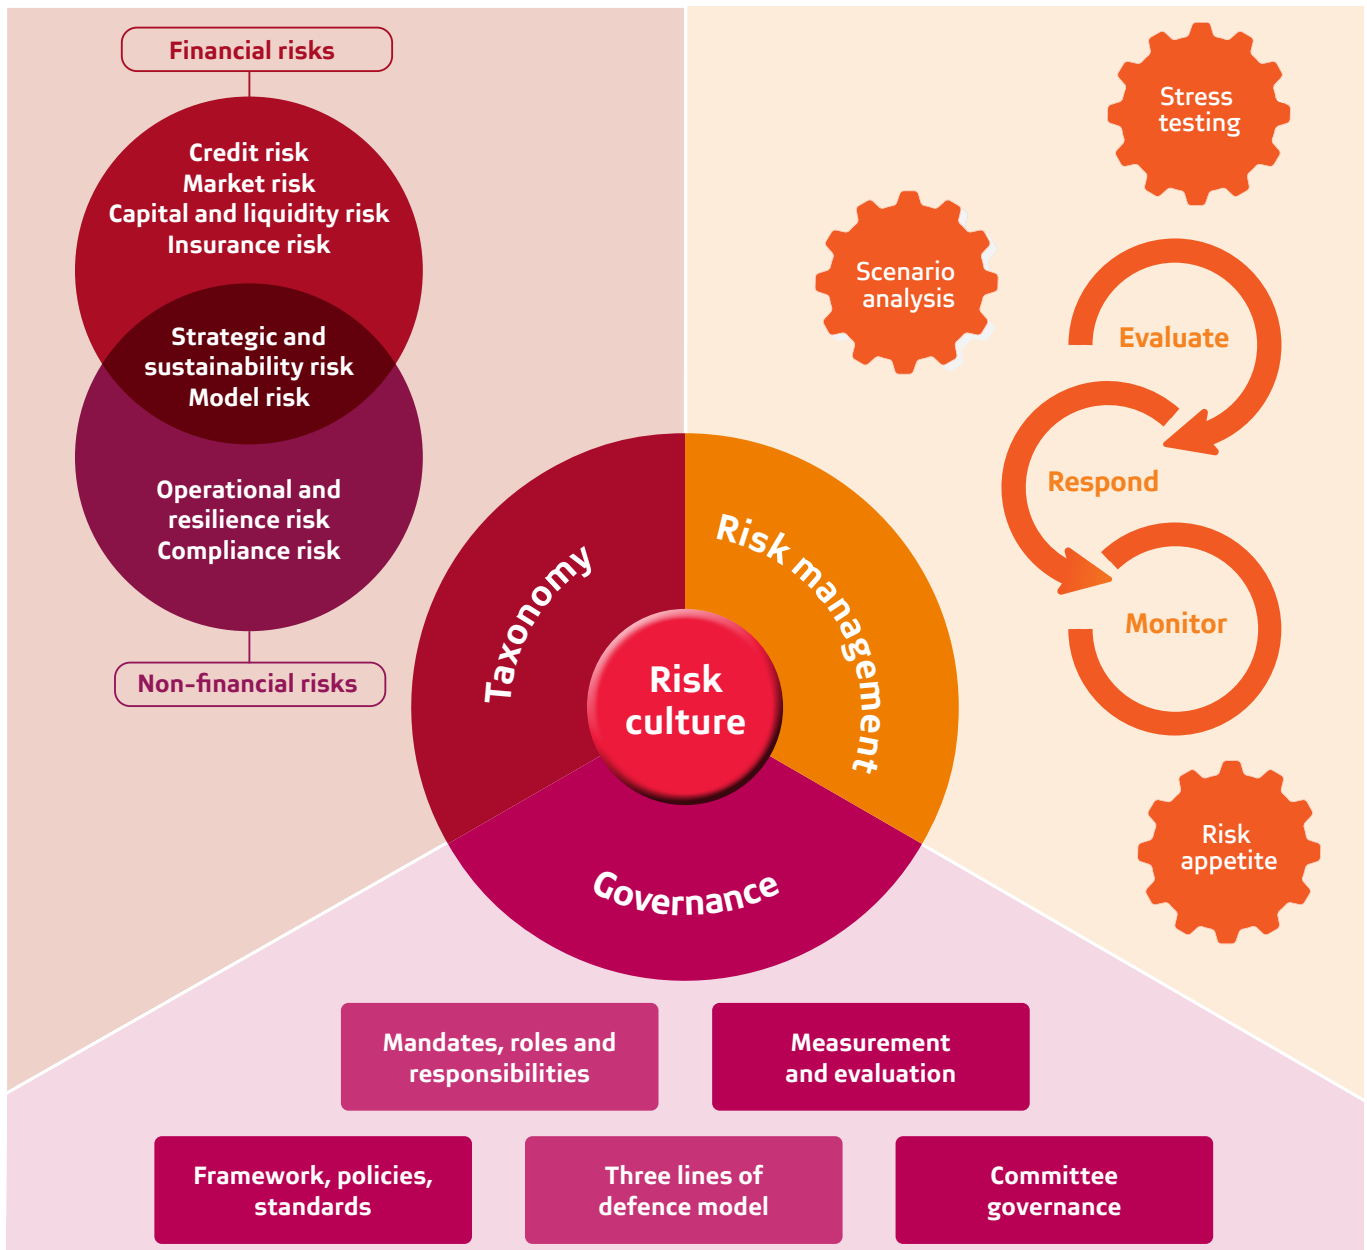 Financial risks
Credit risk
Market risk
Capital and liquidity risk
Insurance risk
Strategic and
sustainability risk
Model risk
Operational and
resilience risk
Compliance risk
Non-financial risks
Stress
testing
Scenario
analysis
Evaluate
Respond
Monitor
Risk
appetite
Taxonomy
Risk management
Risk
culture
Governance
Mandates, roles and
responsibilities
Measurement
and evaluation
Framework, policies,
standards
Three lines of
defence model
Committee
governance